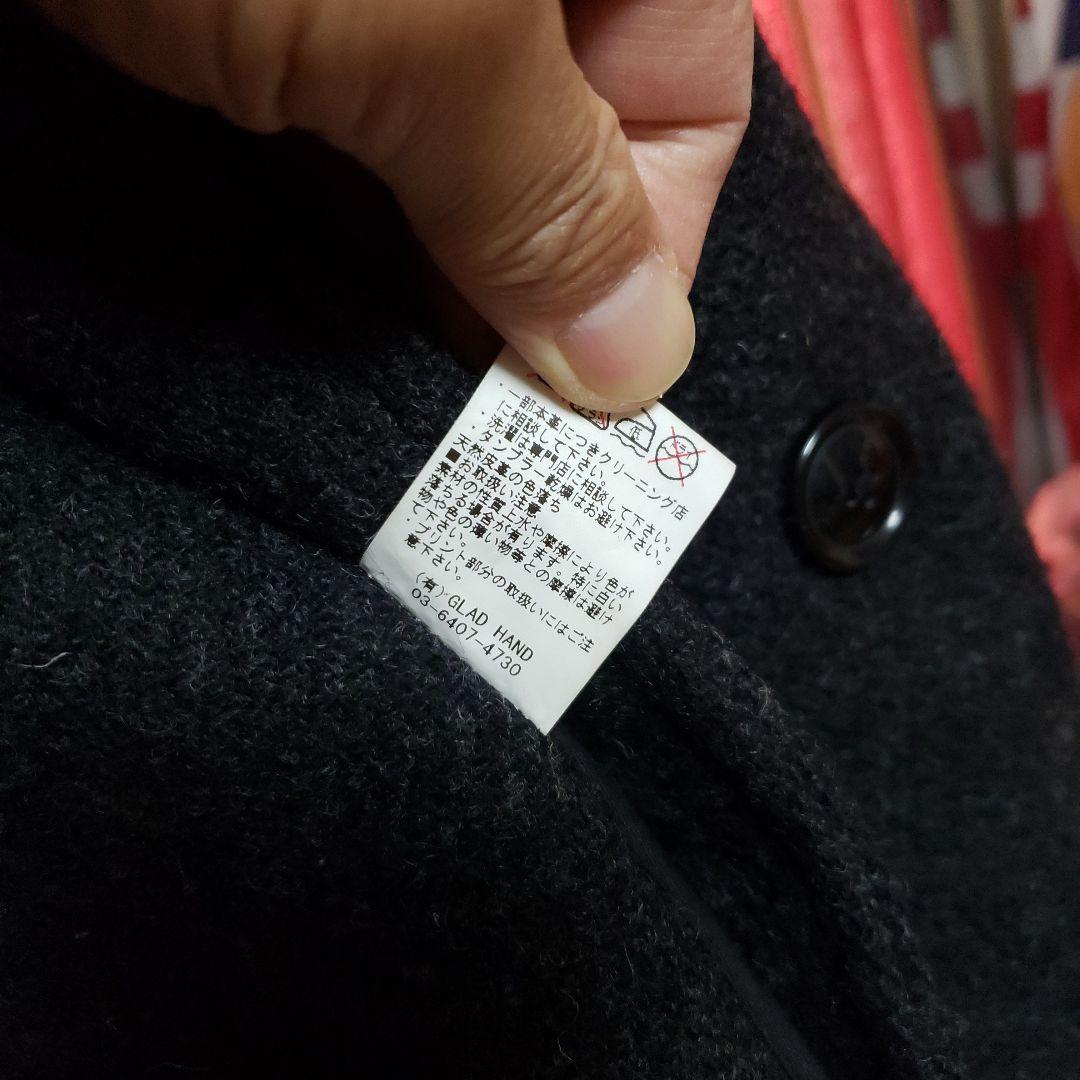 低
・一部本革につきクリーニング店
に相談して下さい。
・洗濯は専門店に相談して下さい。
・タンブラー乾燥はお避け下さい。
天然皮革の色落ち
■お取扱い注意
素材の性質上水や摩擦により色が
落ちる場合が有ります。特に白い
物や色の薄い物等との摩擦は避け
て下さい。
・プリント部分の取扱いにはご注
意下さい。
(有)GLAD HAND
03-6407-4730